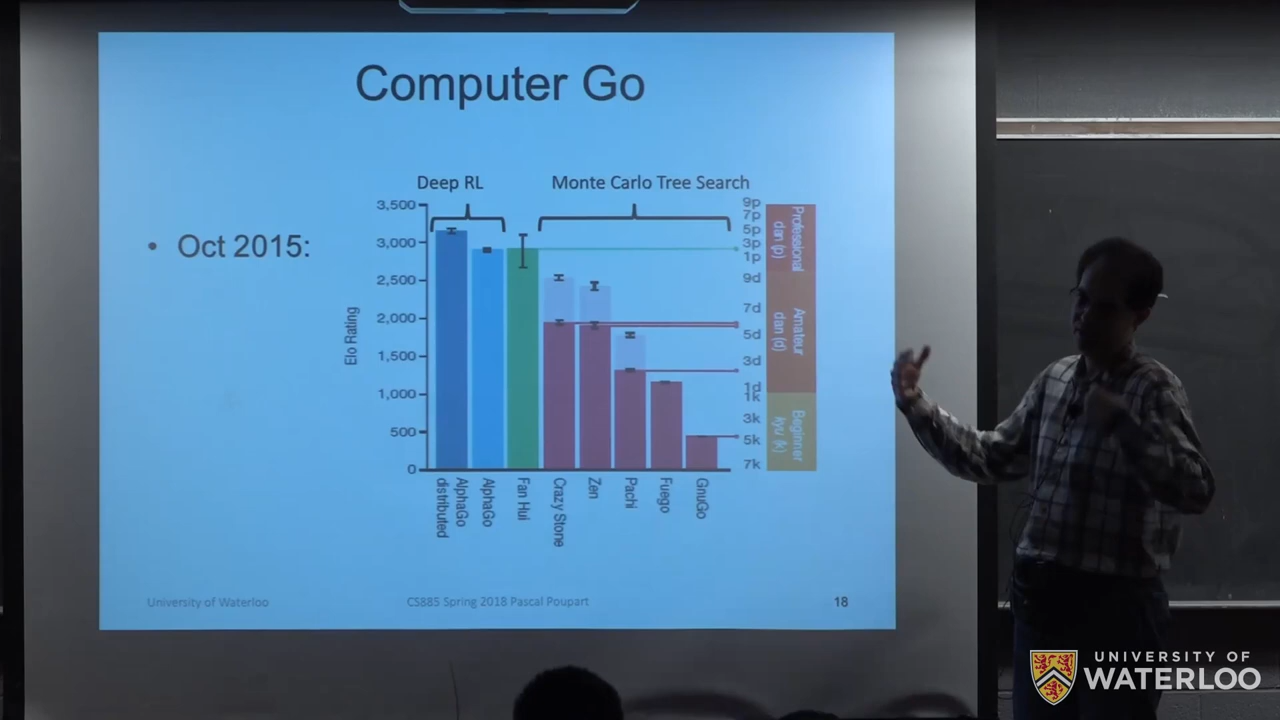 Computer Go
• Oct 2015:
Deep RL
Monte Carlo Tree Search
Elo Rating
3,500
3,000
2,500
2,000
1,500
1,000
500
0
AlphaGo
distributed
AlphaGo
Fan Hui
Crazy Stone
Zen
Pachi
Fuego
GnuGo
9p
7p
5p
3p
1p
9d
7d
5d
3d
1d
1k
3k
5k
7k
Professional
dan (p)
Amateur
dan (d)
Beginner
kyu (k)
University of Waterloo
CS885 Spring 2018 Pascal Poupart
18
UNIVERSITY OF
WATERLOO